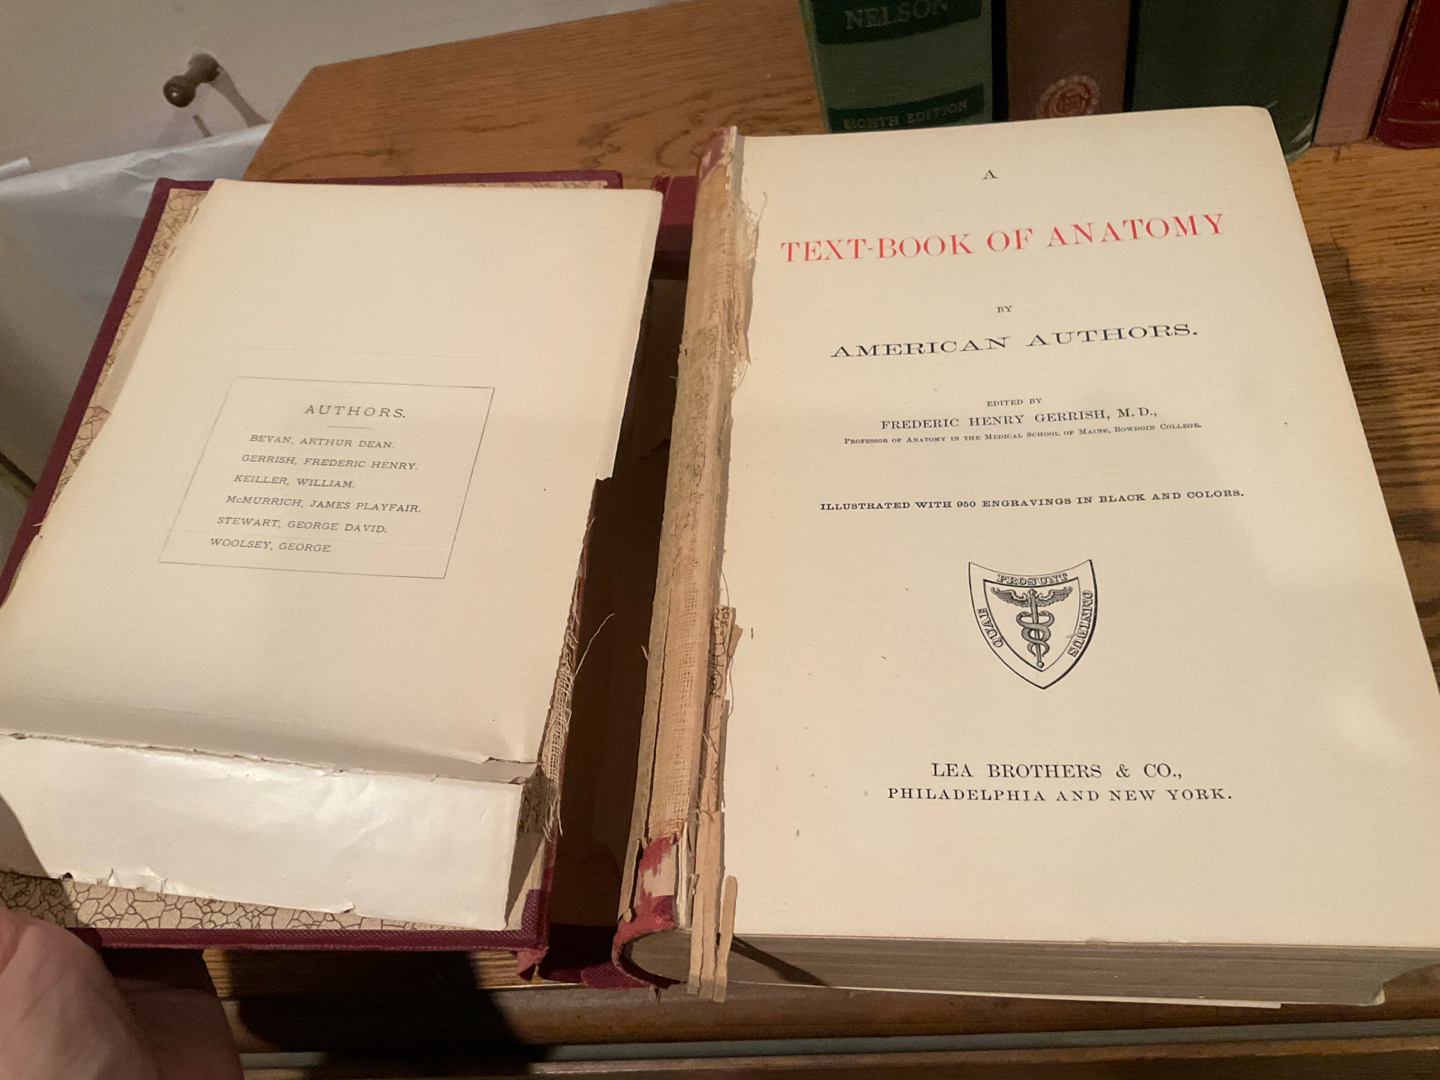 NELSON
EIGHTH EDITION
AUTHORS.
BEVAN, ARTHUR DEAN.
GERRISH, FREDERIC HENRY.
KEILLER, WILLIAM.
McMURRICH, JAMES PLAYFAIR.
STEWART, GEORGE DAVID.
WOOLSEY, GEORGE.
A
TEXT-BOOK OF ANATOMY
BY
AMERICAN AUTHORS.
EDITED BY
FREDERIC HENRY GERRISH, M.D.,
Professor of Anatomy in the Medical School of Maine, Bowdoin College.
ILLUSTRATED WITH 950 ENGRAVINGS IN BLACK AND COLORS.
QUAE PROSUNT OMNIBUS
LEA BROTHERS & CO.,
PHILADELPHIA AND NEW YORK.